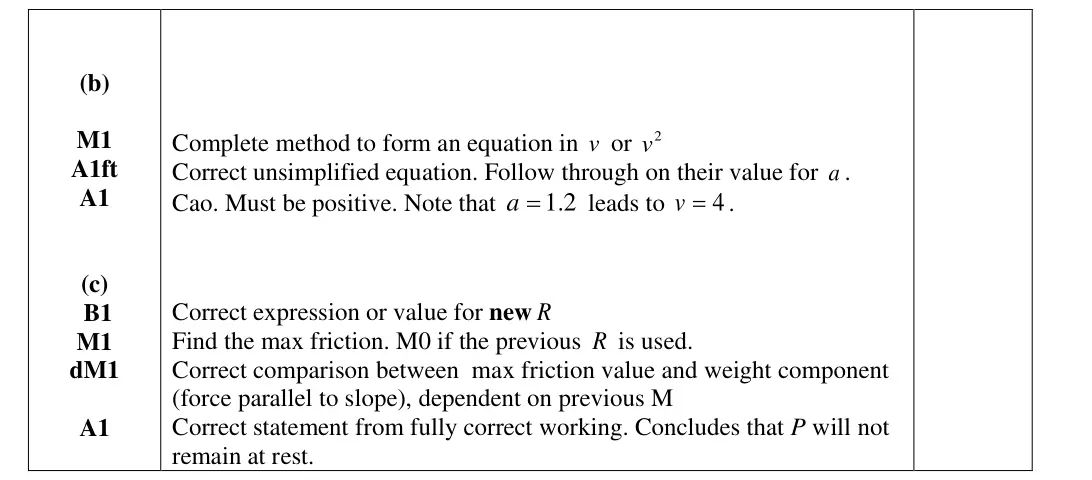 (b)
M1 Complete method to form an equation in v or v²
A1ft Correct unsimplified equation. Follow through on their value for a .
A1 Cao. Must be positive. Note that a = 1.2 leads to v = 4 .
(c)
B1 Correct expression or value for new R
M1 Find the max friction. M0 if the previous R is used.
dM1 Correct comparison between max friction value and weight component
(force parallel to slope), dependent on previous M
A1 Correct statement from fully correct working. Concludes that P will not
remain at rest.